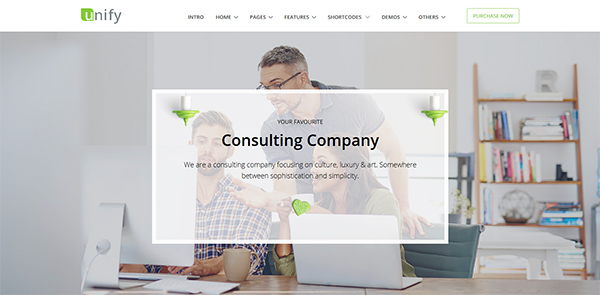 unify
INTRO HOME PAGES FEATURES SHORTCODES DEMOS OTHERS PURCHASE NOW
YOUR FAVOURITE
Consulting Company
We are a consulting company focusing on culture, luxury & art. Somewhere
between sophistication and simplicity.